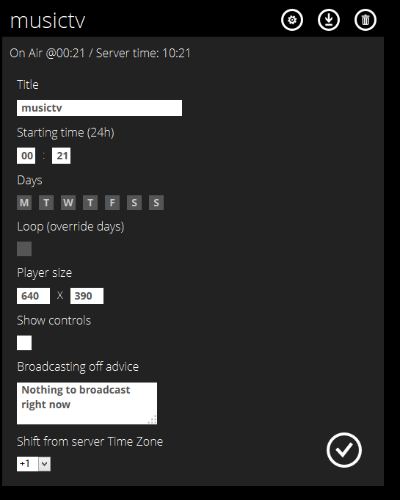 musictv
On Air @00:21 / Server time: 10:21
Title
musictv
Starting time (24h)
00 : 21
Days
M T W T F S S
Loop (override days)
Player size
640 X 390
Show controls
Broadcasting off advice
Nothing to broadcast
right now
Shift from server Time Zone
+1